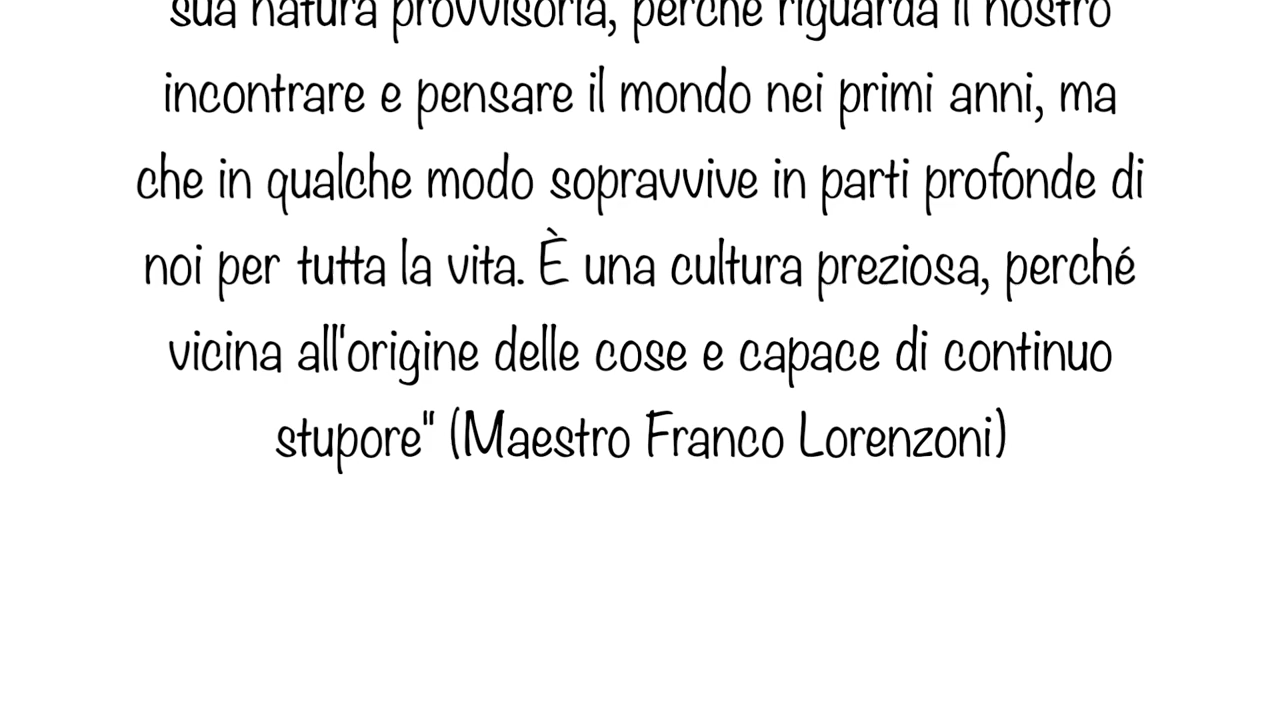 sua natura provvisoria, perché riguarda il nostro
incontrare e pensare il mondo nei primi anni, ma
che in qualche modo sopravvive in parti profonde di
noi per tutta la vita. È una cultura preziosa, perché
vicina all'origine delle cose e capace di continuo
stupore" (Maestro Franco Lorenzoni)